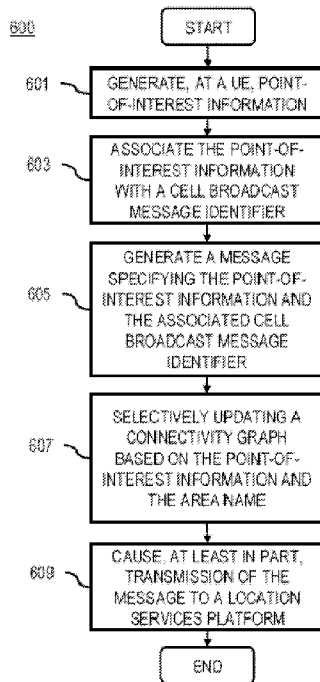 600
START
601
GENERATE, AT A UE, POINT-
OF-INTEREST INFORMATION
603
ASSOCIATE THE POINT-OF-
INTEREST INFORMATION
WITH A CELL BROADCAST
MESSAGE IDENTIFIER
605
GENERATE A MESSAGE
SPECIFYING THE POINT-OF-
INTEREST INFORMATION AND
THE ASSOCIATED CELL
BROADCAST MESSAGE
IDENTIFIER
607
SELECTIVELY UPDATING A
CONNECTIVITY GRAPH
BASED ON THE POINT-OF-
INTEREST INFORMATION AND
THE AREA NAME
609
CAUSE, AT LEAST IN PART,
TRANSMISSION OF THE
MESSAGE TO A LOCATION
SERVICES PLATFORM
END